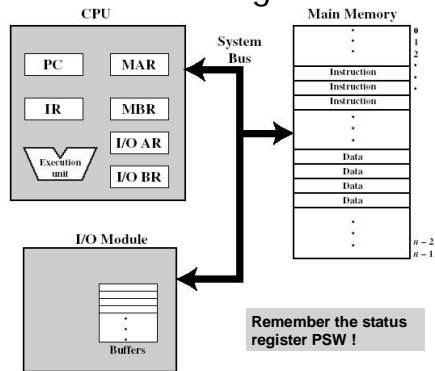 CPU
System
Bus
Main Memory
PC
MAR
IR
MBR
I/O AR
I/O BR
Execution
unit
0
1
2
Instruction
Instruction
Instruction
Data
Data
Data
Data
n – 2
n – 1
I/O Module
Buffers
Remember the status
register PSW !